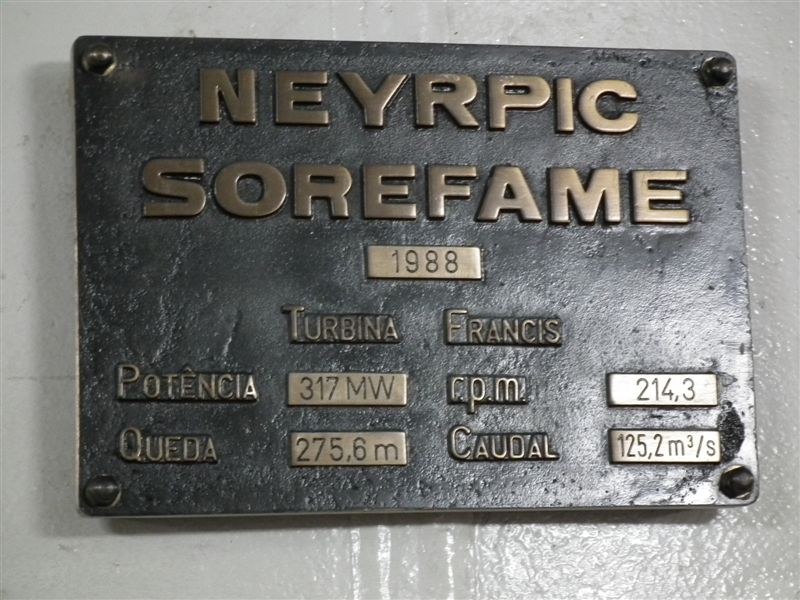 NEYRPIC
SOREFAME
1988
TURBINA FRANCIS
POTÊNCIA 317 MW r.p.m. 214,3
QUEDA 275,6 m CAUDAL 125,2 m³/s